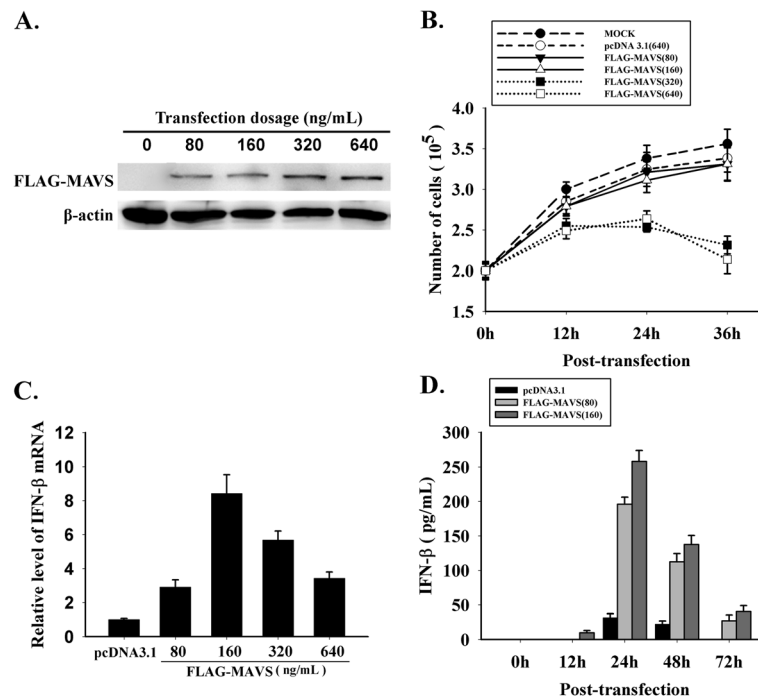 A.
Transfection dosage (ng/mL)
0 80 160 320 640
FLAG-MAVS
β-actin
B.
MOCK
pcDNA 3.1(640)
FLAG-MAVS(80)
FLAG-MAVS(160)
FLAG-MAVS(320)
FLAG-MAVS(640)
Number of cells ( 10⁵ )
4.0
3.5
3.0
2.5
2.0
1.5
0h 12h 24h 36h
Post-transfection
C.
Relative level of IFN-β mRNA
12
10
8
6
4
2
0
pcDNA3.1 80 160 320 640
FLAG-MAVS ( ng/mL )
D.
pcDNA3.1
FLAG-MAVS(80)
FLAG-MAVS(160)
IFN-β ( pg/mL)
300
250
200
150
100
50
0
0h 12h 24h 48h 72h
Post-transfection